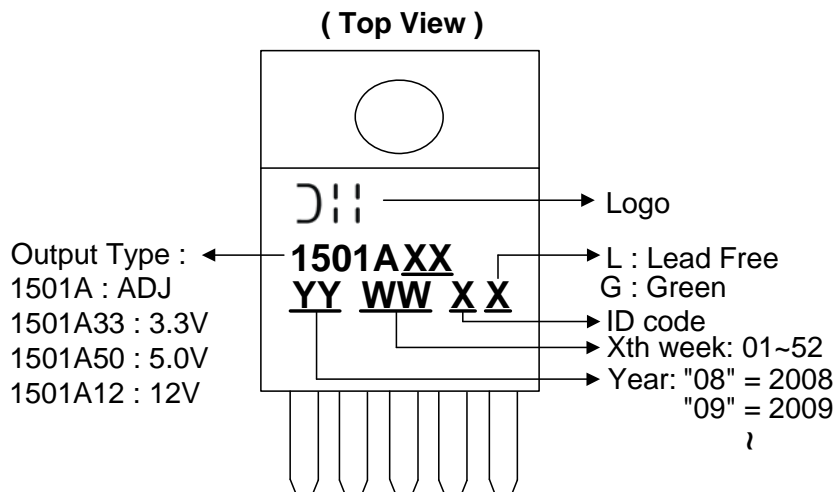 ( Top View )
Logo
Output Type :
1501A : ADJ
1501A33 : 3.3V
1501A50 : 5.0V
1501A12 : 12V
1501AXX
YY WW X X
L : Lead Free
G : Green
ID code
Xth week: 01~52
Year: "08" = 2008
"09" = 2009
~